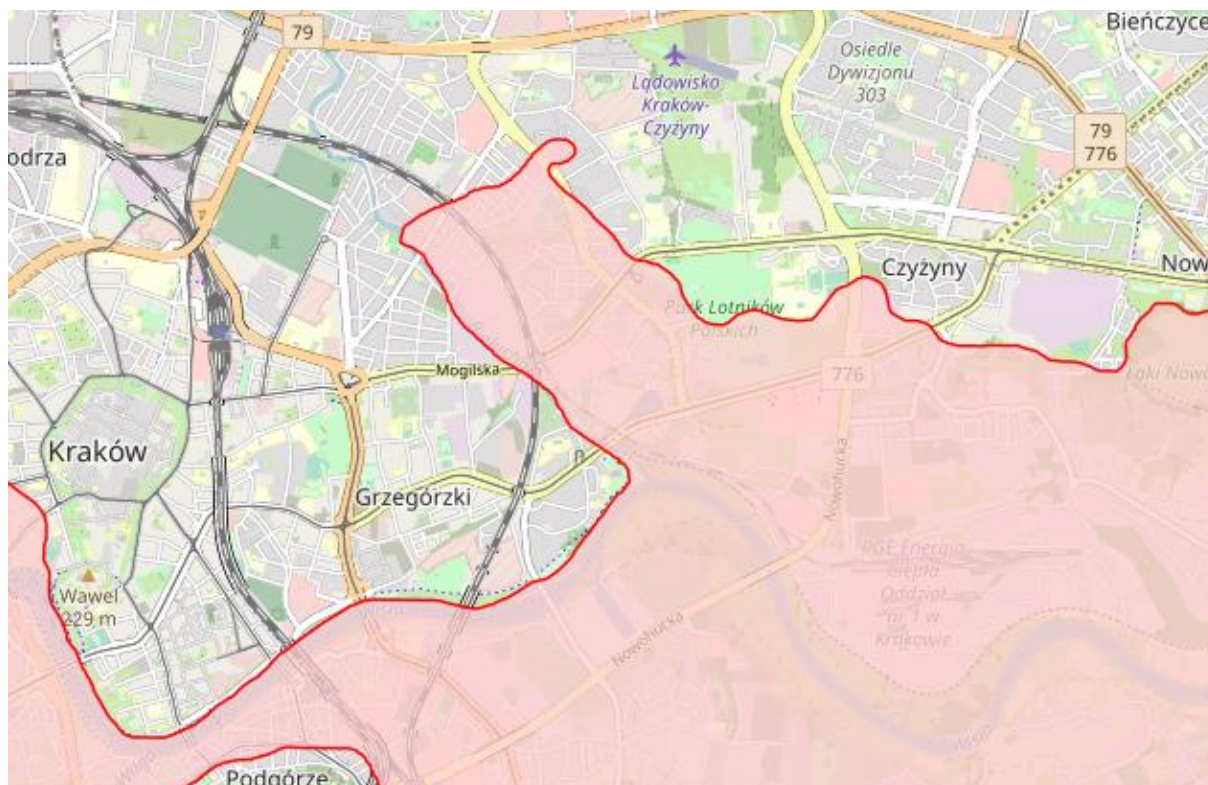 Bieńczyce
79
Osiedle
Dywizjonu
303
Lądowisko
Kraków-
Czyżyny
79
776
odrza
Czyżyny
Now
Park Lotników
Polskich
Mogilska
776
Łąki Nowo
Kraków
Nowohucka
Grzegórzki
PGE Energia
Ciepła
Oddział
nr 1 w
Krakowie
Wawel
229 m
Nowohucka
Wisła
Wilga
Podgórze